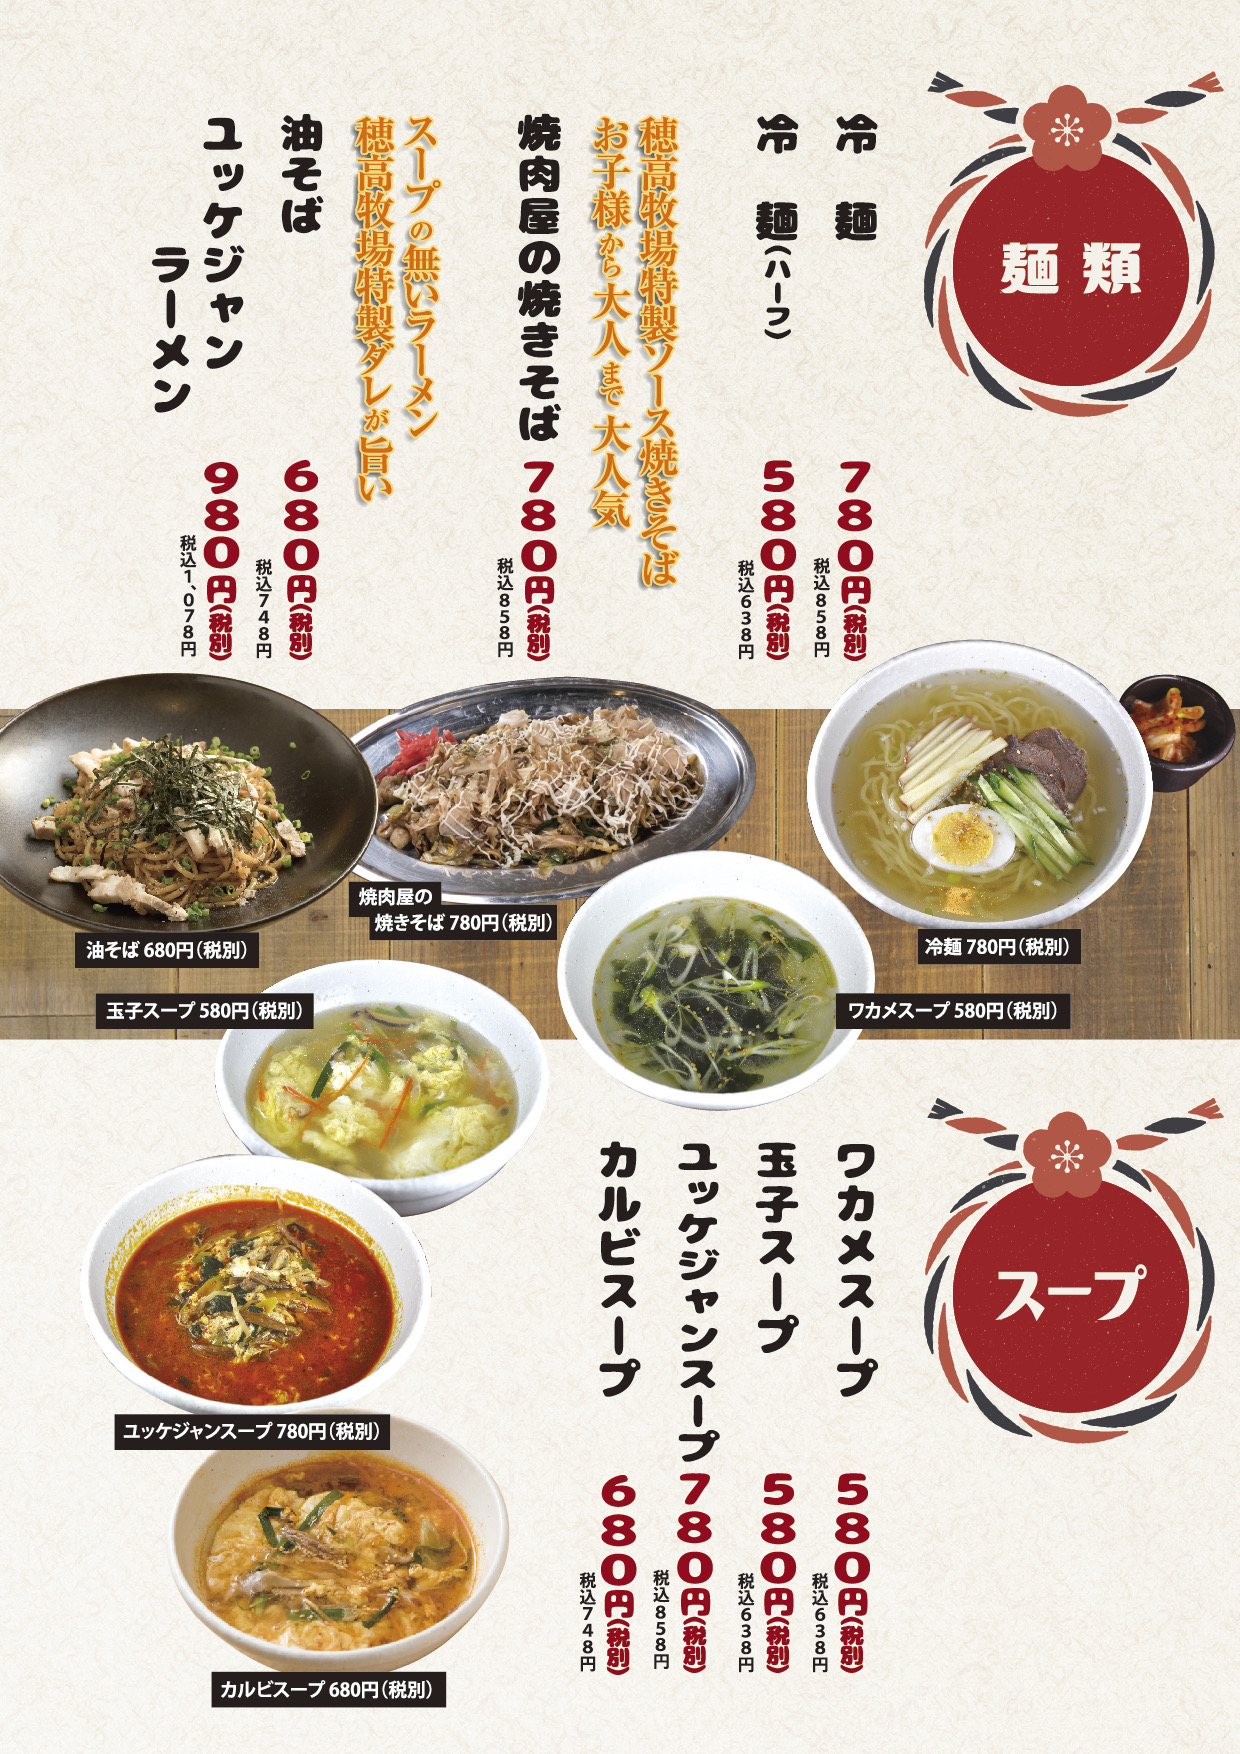 麺類
冷 麺
780円(税別)
税込858円
冷 麺(ハーフ)
580円(税別)
税込638円
穂高牧場特製ソース焼きそば
お子様から大人まで大人気
焼肉屋の焼きそば
780円(税別)
税込858円
スープの無いラーメン
穂高牧場特製ダレが旨い
油そば
680円(税別)
税込748円
ユッケジャン
ラーメン
980円(税別)
税込1、078円
焼肉屋の
焼きそば 780円(税別)
油そば 680円(税別)
冷麺 780円(税別)
玉子スープ 580円(税別)
ワカメスープ 580円(税別)
スープ
ワカメスープ
580円(税別)
税込638円
玉子スープ
580円(税別)
税込638円
ユッケジャンスープ
780円(税別)
税込858円
カルビスープ
680円(税別)
税込748円
ユッケジャンスープ 780円(税別)
カルビスープ 680円(税別)